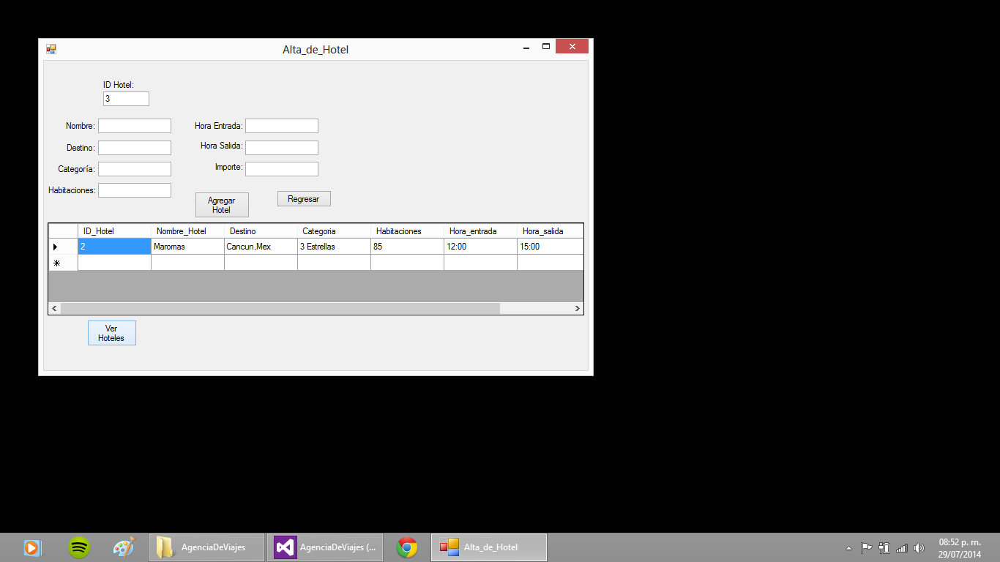 Alta_de_Hotel
ID Hotel:
3
Nombre:
Hora Entrada:
Destino:
Hora Salida:
Categoría:
Importe:
Habitaciones:
Agregar
Hotel
Regresar
ID_Hotel Nombre_Hotel Destino Categoria Habitaciones Hora_entrada Hora_salida
2 Maromas Cancun,Mex 3 Estrellas 85 12:00 15:00
Ver
Hoteles
AgenciaDeViajes
AgenciaDeViajes (...
Alta_de_Hotel
08:52 p. m.
29/07/2014